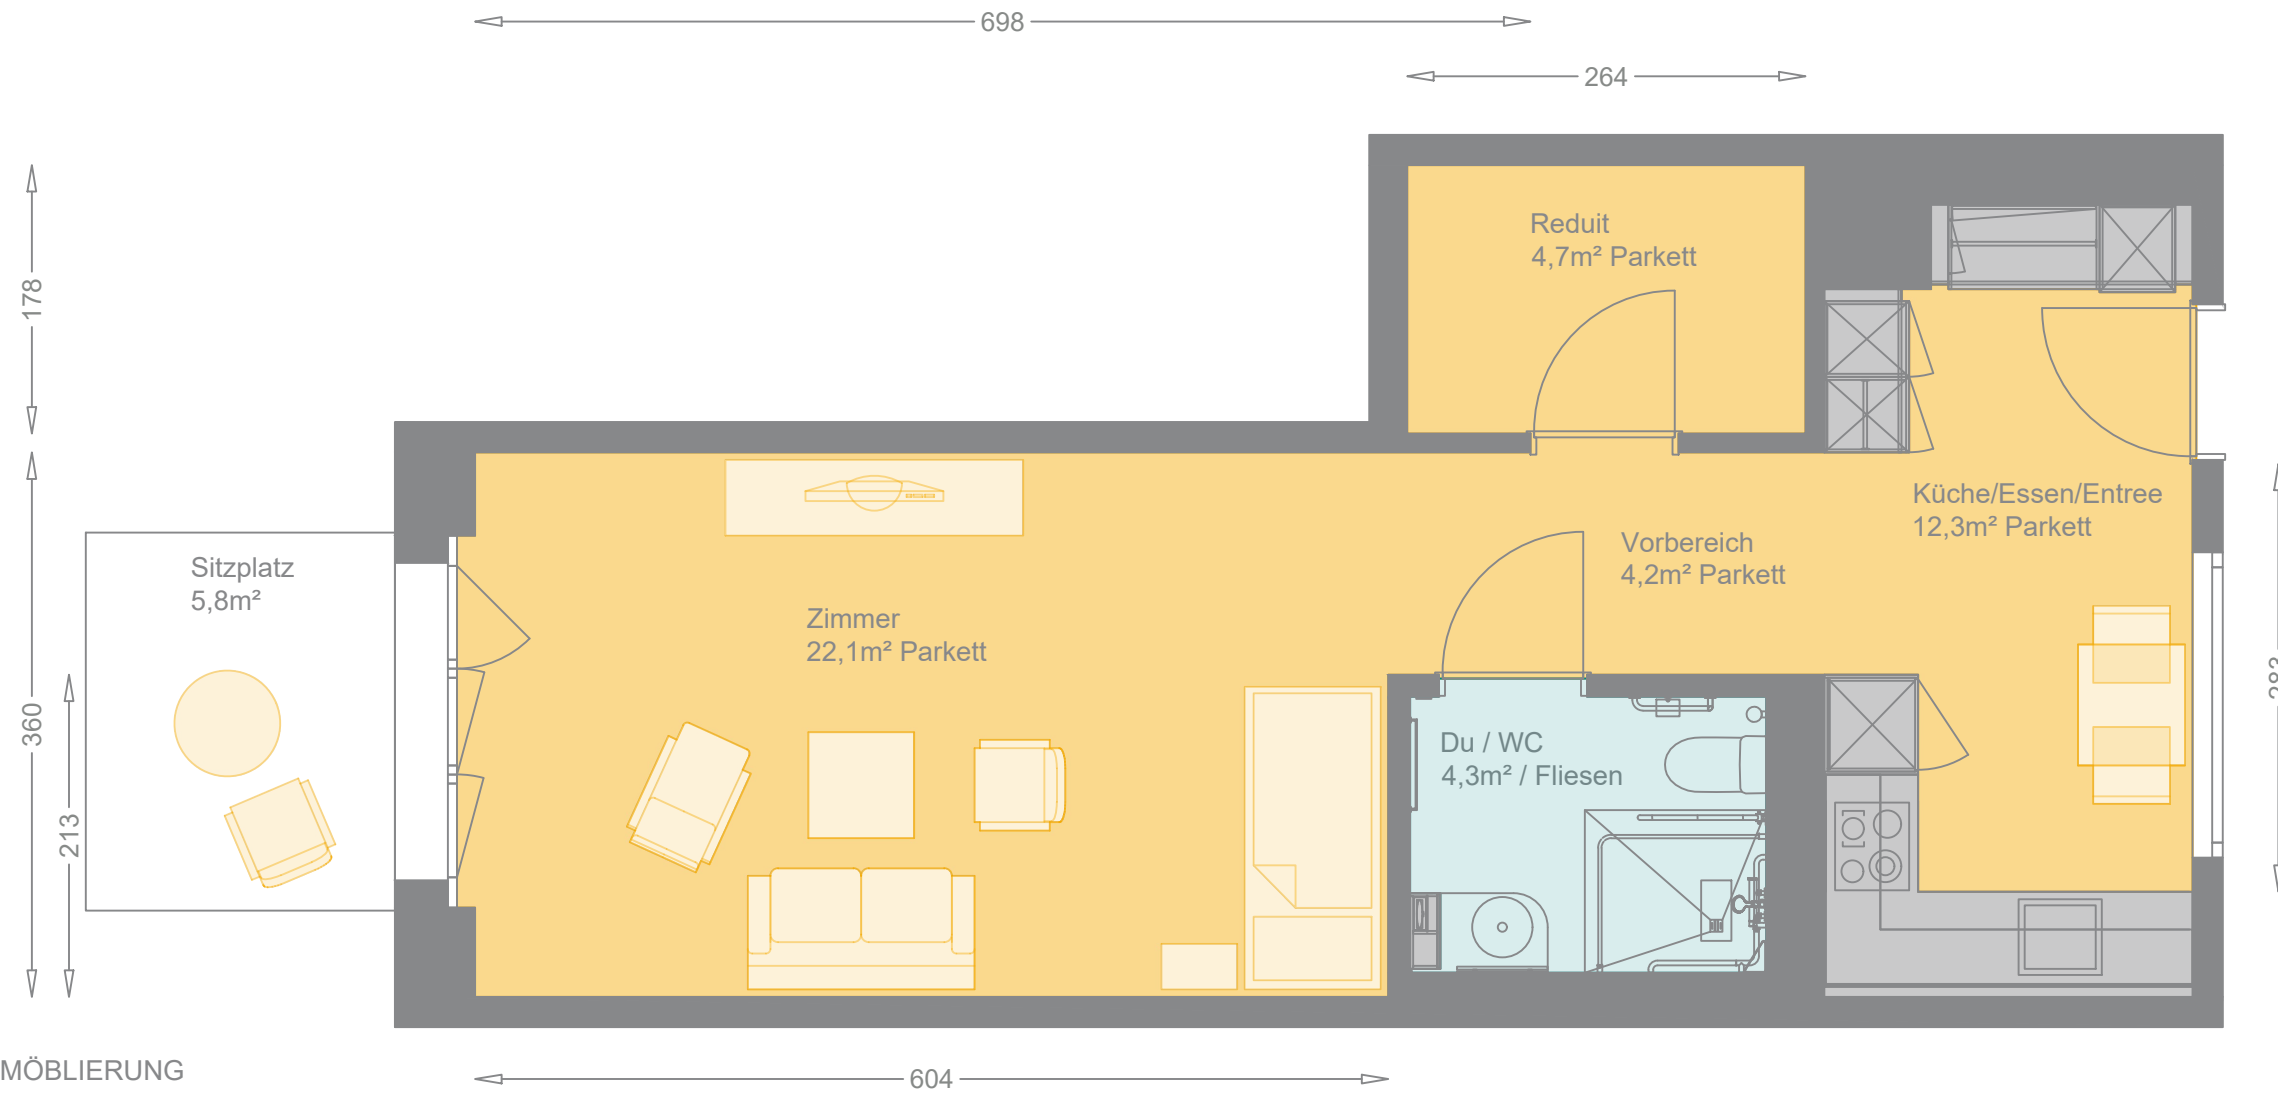 698
264
Reduit
4,7m² Parkett
178
Küche/Essen/Entree
12,3m² Parkett
Vorbereich
4,2m² Parkett
Sitzplatz
5,8m²
Zimmer
22,1m² Parkett
283
360
Du / WC
4,3m² / Fliesen
213
MÖBLIERUNG
604